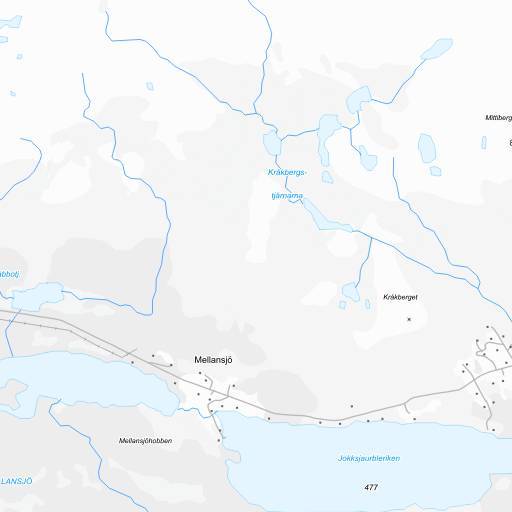 Mittiberg
Kråkbergs-
tjärnarna
Kråkberget
Mellansjö
Mellansjöhobben
LANSJÖ
Jokksjaurbleriken
477